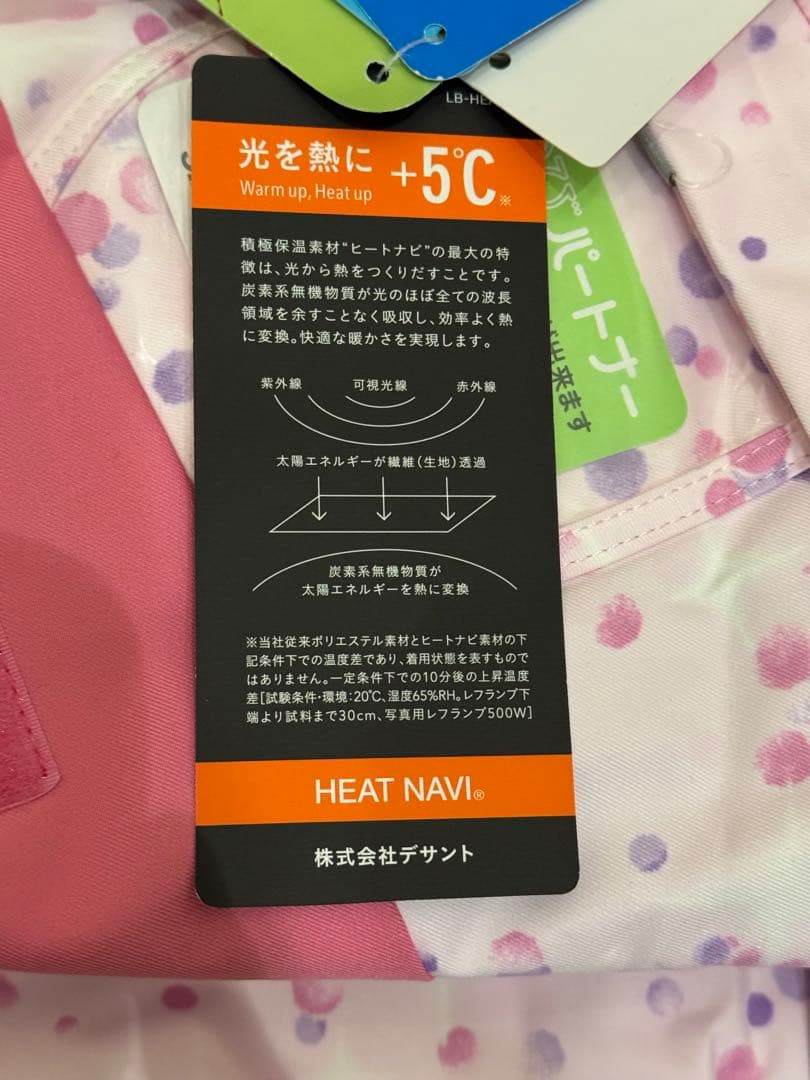 LB-HE
光を熱に
Warm up, Heat up
+5℃※
積極保温素材“ヒートナビ”の最大の特
徴は、光から熱をつくりだすことです。
炭素系無機物質が光のほぼ全ての波長
領域を余すことなく吸収し、効率よく熱
に変換。快適な暖かさを実現します。
紫外線 可視光線 赤外線
太陽エネルギーが繊維(生地)透過
炭素系無機物質が
太陽エネルギーを熱に変換
※当社従来ポリエステル素材とヒートナビ素材の下
記条件下での温度差であり、着用状態を表すもので
はありません。一定条件下での10分後の上昇温度
差[試験条件・環境:20℃、湿度65%RH。レフランプ下
端より試料まで30cm、写真用レフランプ500W]
HEAT NAVI®
株式会社デサント
パートナー
出来ます